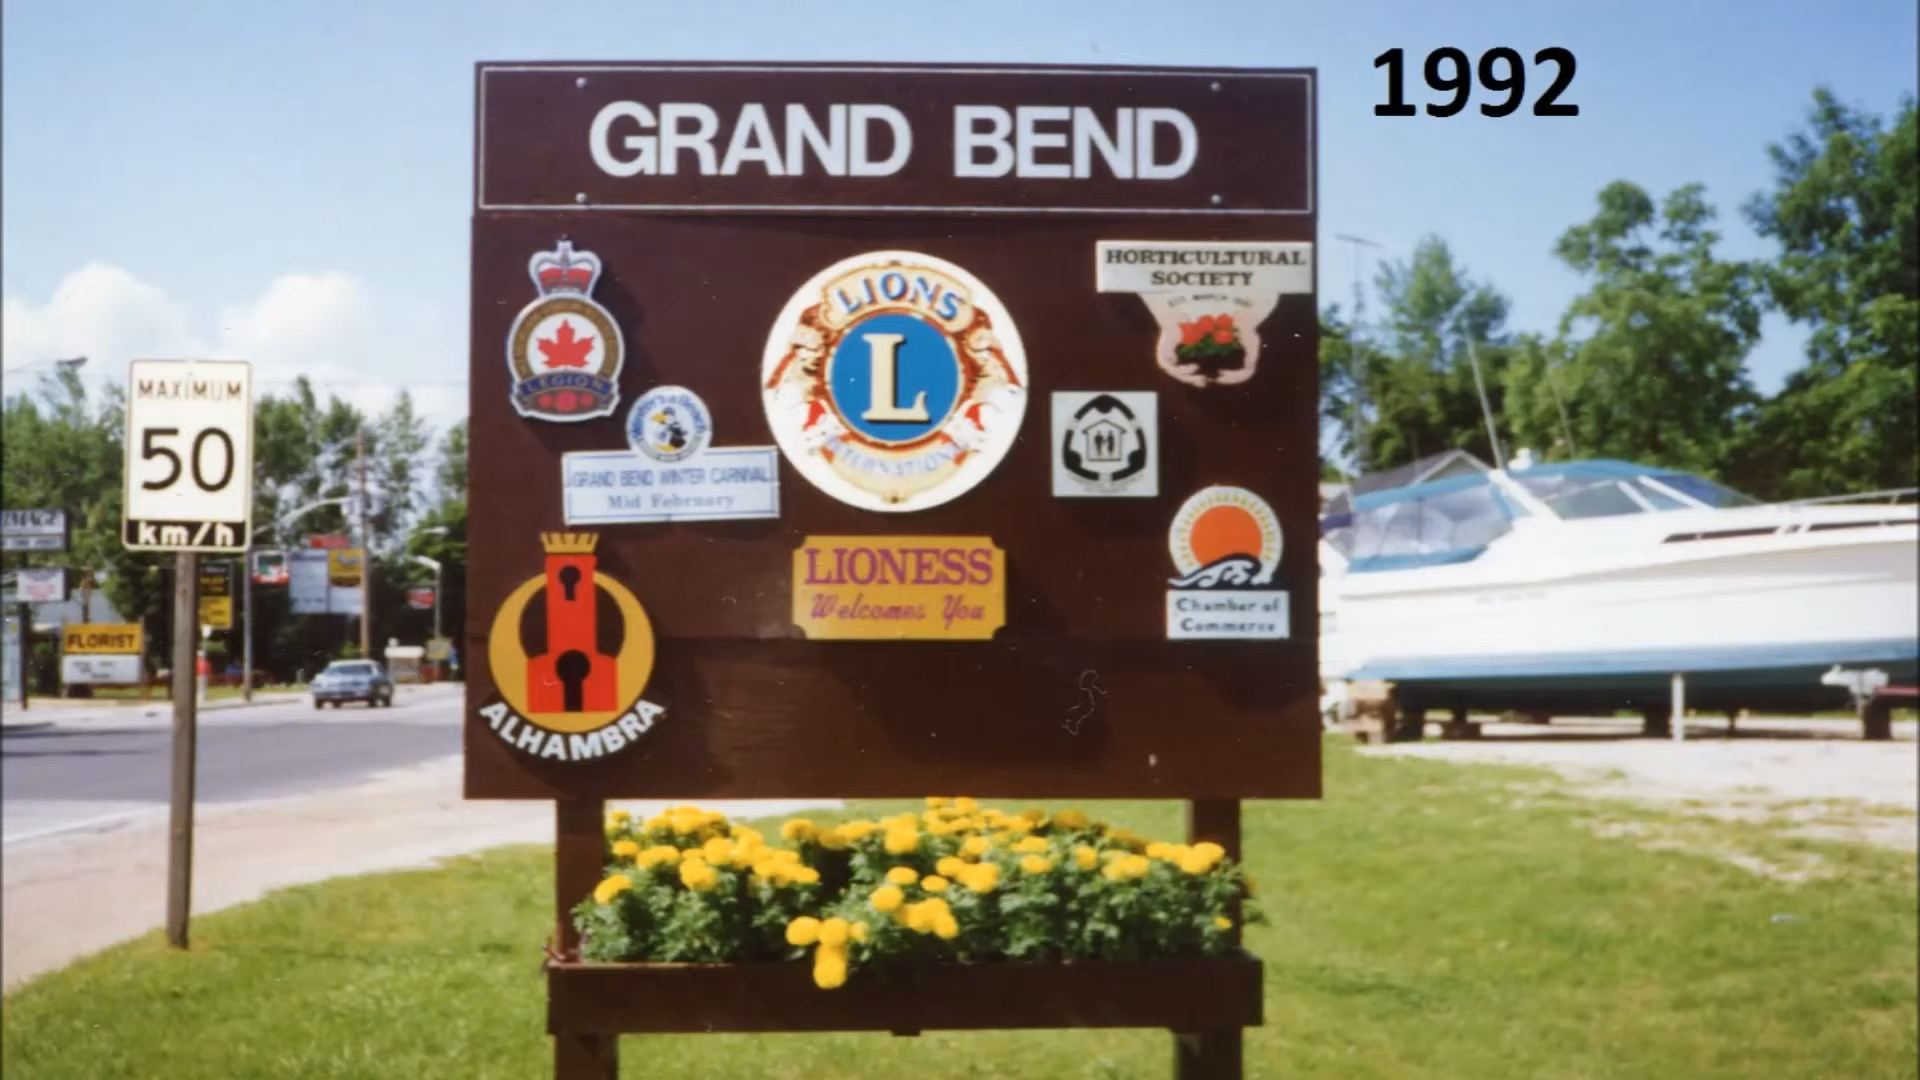 1992
GRAND BEND
LEGION
LIONS
INTERNATIONAL
HORTICULTURAL
SOCIETY
GRAND BEND WINTER CARNIVAL
Mid February
LIONESS
Welcomes You
Chamber of
Commerce
ALHAMBRA
MAXIMUM
50
km/h
FLORIST